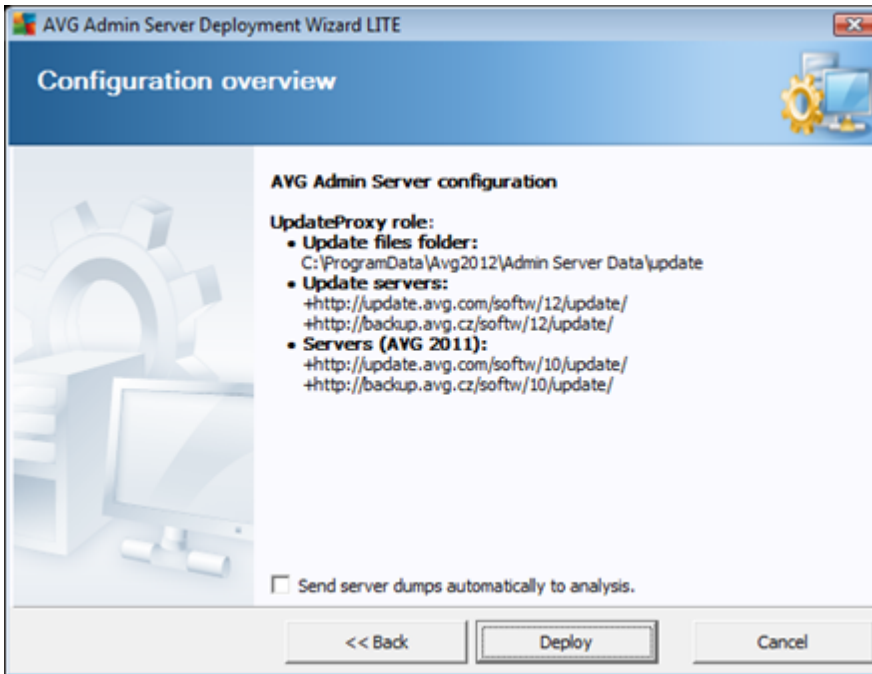 AVG Admin Server Deployment Wizard LITE
Configuration overview
AVG Admin Server configuration
UpdateProxy role:
• Update files folder:
C:\ProgramData\Avg2012\Admin Server Data\update
• Update servers:
+http://update.avg.com/softw/12/update/
+http://backup.avg.cz/softw/12/update/
• Servers (AVG 2011):
+http://update.avg.com/softw/10/update/
+http://backup.avg.cz/softw/10/update/
Send server dumps automatically to analysis.
<< Back
Deploy
Cancel